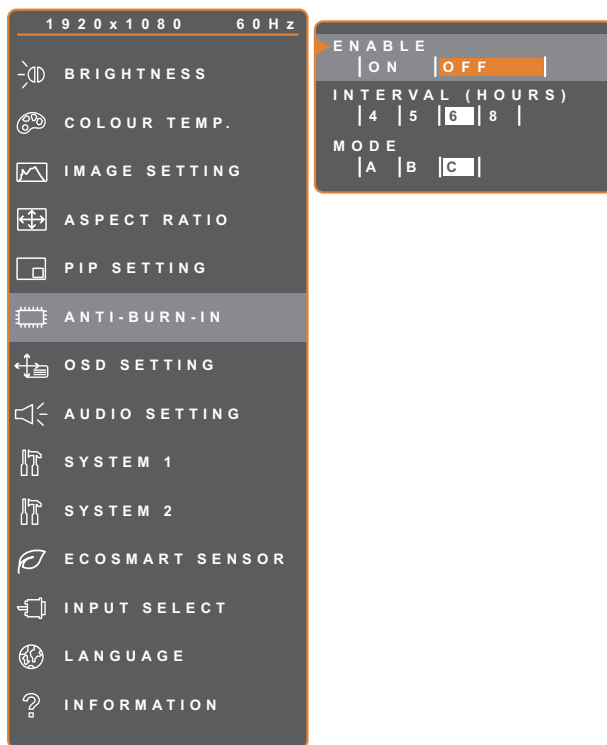 1920x1080 60Hz
BRIGHTNESS
COLOUR TEMP.
IMAGE SETTING
ASPECT RATIO
PIP SETTING
ANTI-BURN-IN
OSD SETTING
AUDIO SETTING
SYSTEM 1
SYSTEM 2
ECOSMART SENSOR
INPUT SELECT
LANGUAGE
INFORMATION
ENABLE
ON OFF
INTERVAL (HOURS)
4 5 6 8
MODE
A B C